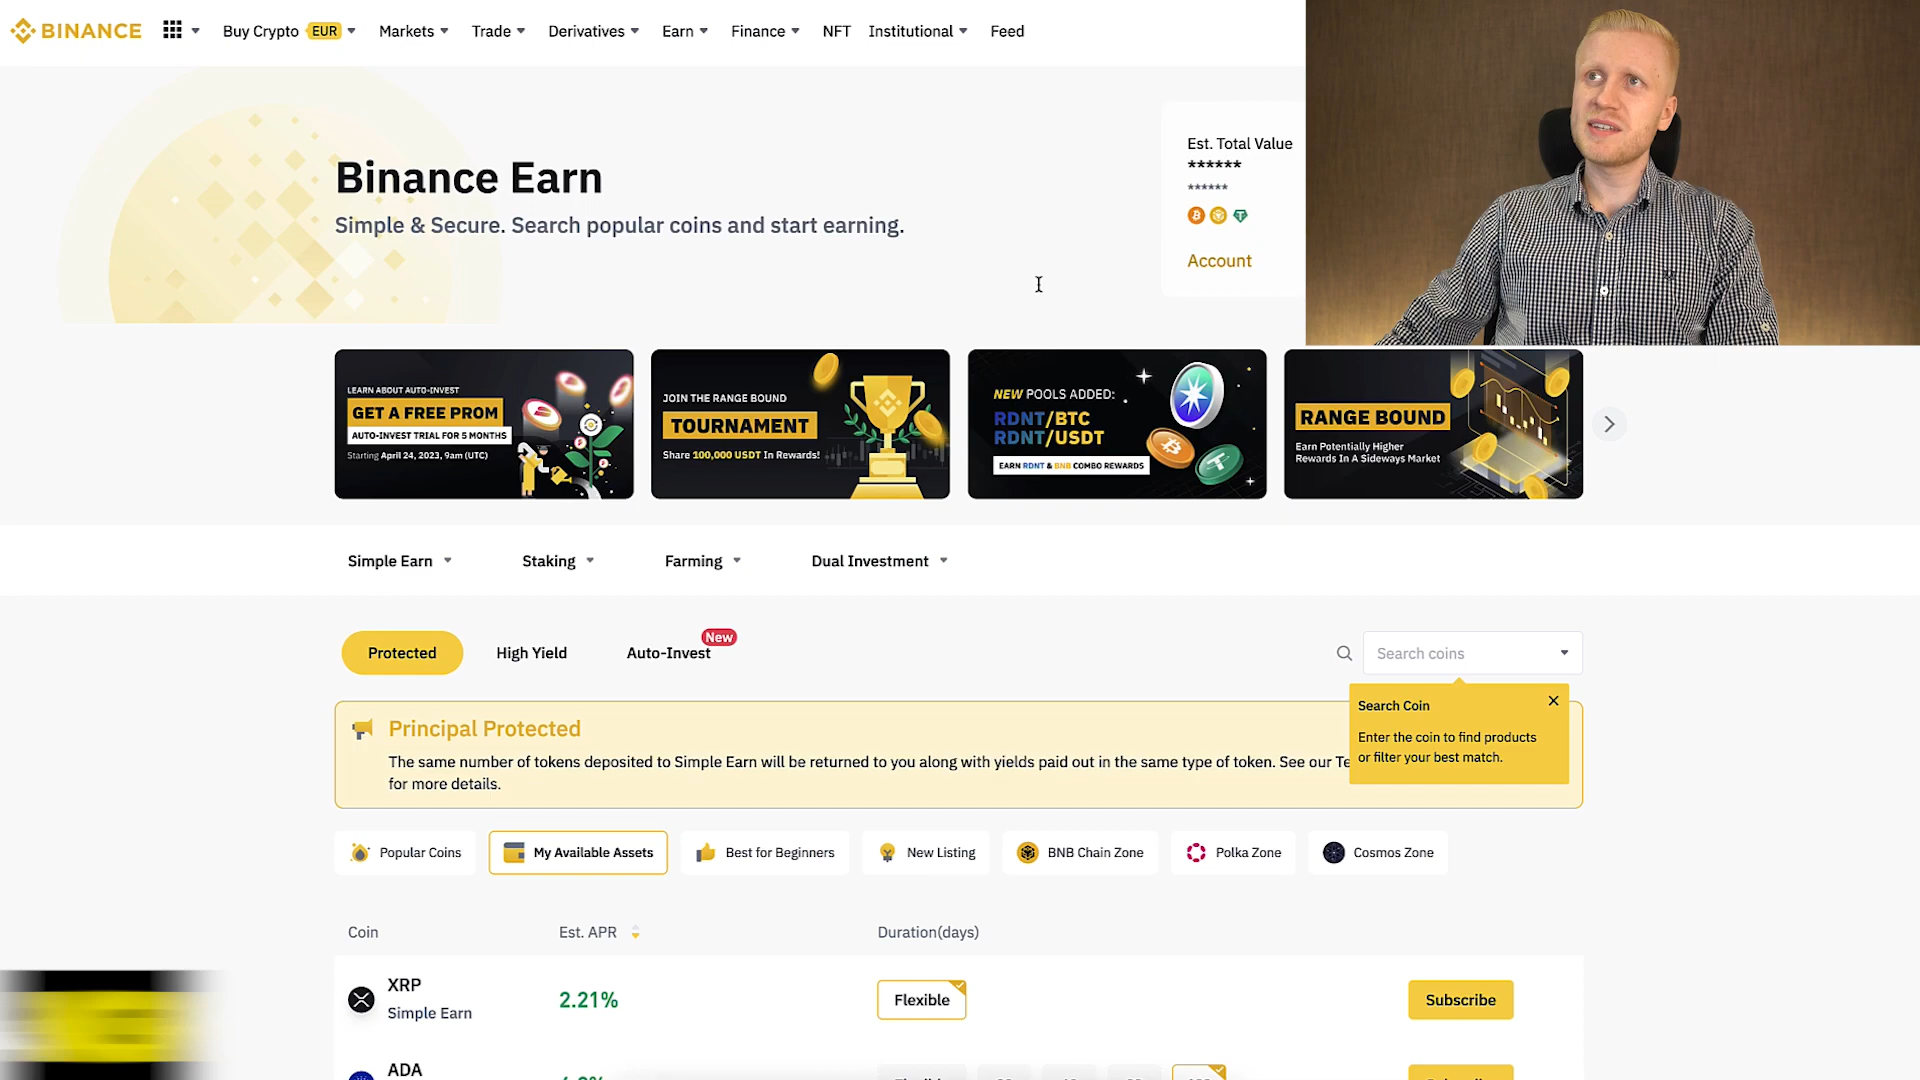 BINANCE
Buy Crypto EUR
Markets
Trade
Derivatives
Earn
Finance
NFT
Institutional
Feed
Binance Earn
Simple & Secure. Search popular coins and start earning.
Est. Total Value
******
******
Account
LEARN ABOUT AUTO-INVEST
GET A FREE PROM
AUTO-INVEST TRIAL FOR 5 MONTHS
Starting April 24, 2023, 9am (UTC)
JOIN THE RANGE BOUND
TOURNAMENT
Share 100,000 USDT In Rewards!
NEW POOLS ADDED:
RDNT/BTC
RDNT/USDT
EARN RDNT & BNB COMBO REWARDS
RANGE BOUND
Earn Potentially Higher
Rewards In A Sideways Market
Simple Earn
Staking
Farming
Dual Investment
Protected
High Yield
Auto-Invest
New
Search coins
Search Coin
Enter the coin to find products
or filter your best match.
Principal Protected
The same number of tokens deposited to Simple Earn will be returned to you along with yields paid out in the same type of token. See our Te
for more details.
Popular Coins
My Available Assets
Best for Beginners
New Listing
BNB Chain Zone
Polka Zone
Cosmos Zone
Coin
Est. APR
Duration(days)
XRP
Simple Earn
2.21%
Flexible
Subscribe
ADA